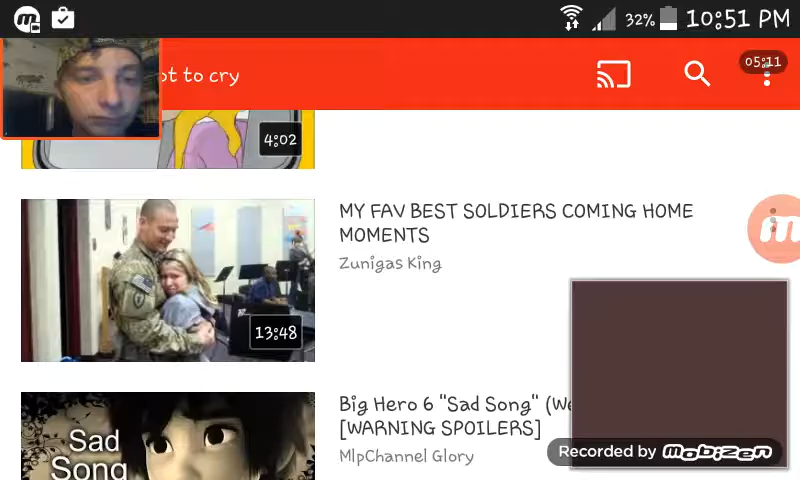 32% 10:51 PM
ot to cry
05:11
4:02
MY FAV BEST SOLDIERS COMING HOME
MOMENTS
Zunigas King
13:48
Big Hero 6 "Sad Song" (We
[WARNING SPOILERS]
MlpChannel Glory
Sad
Song
Recorded by mobizen